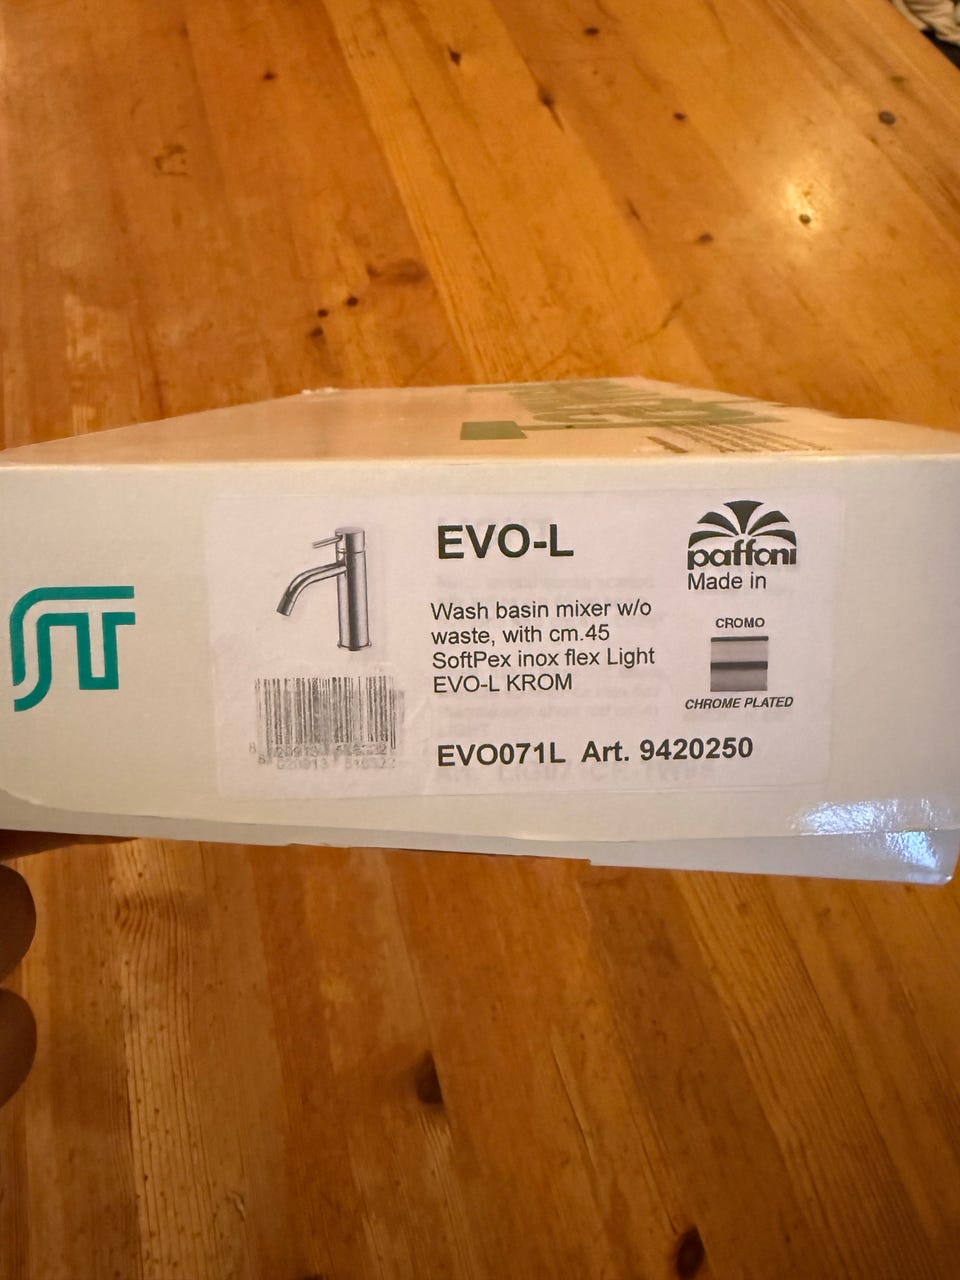 EVO-L
paffoni
Made in
Wash basin mixer w/o
waste, with cm.45
SoftPex inox flex Light
EVO-L KROM
CROMO
CHROME PLATED
EVO071L Art. 9420250